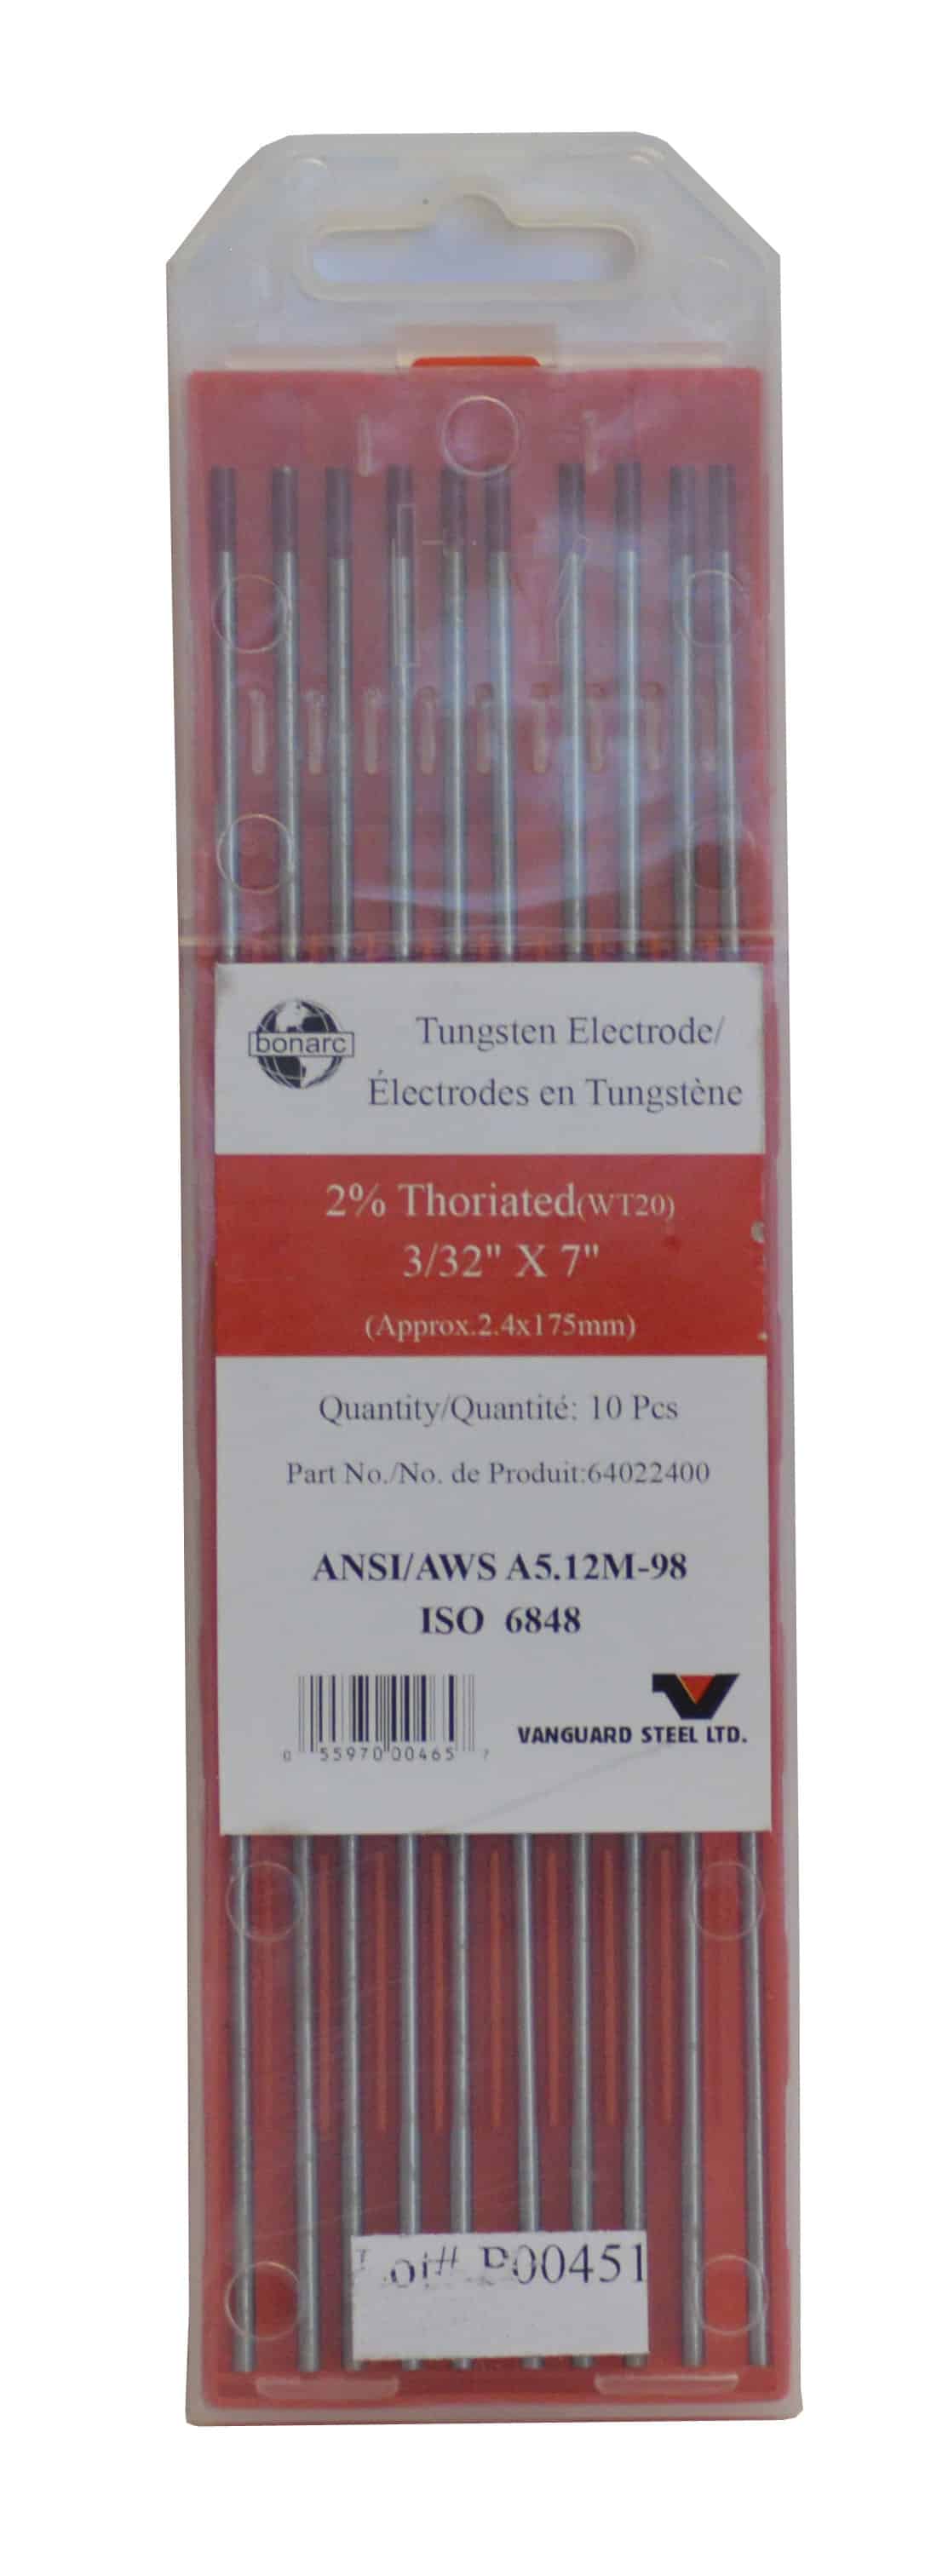 bonarc
Tungsten Electrode/
Électrodes en Tungstène
2% Thoriated(WT20)
3/32" X 7"
(Approx.2.4x175mm)
Quantity/Quantité: 10 Pcs
Part No./No. de Produit:64022400
ANSI/AWS A5.12M-98
ISO 6848
0 55970 00465 7
VANGUARD STEEL LTD.
Lot# P00451